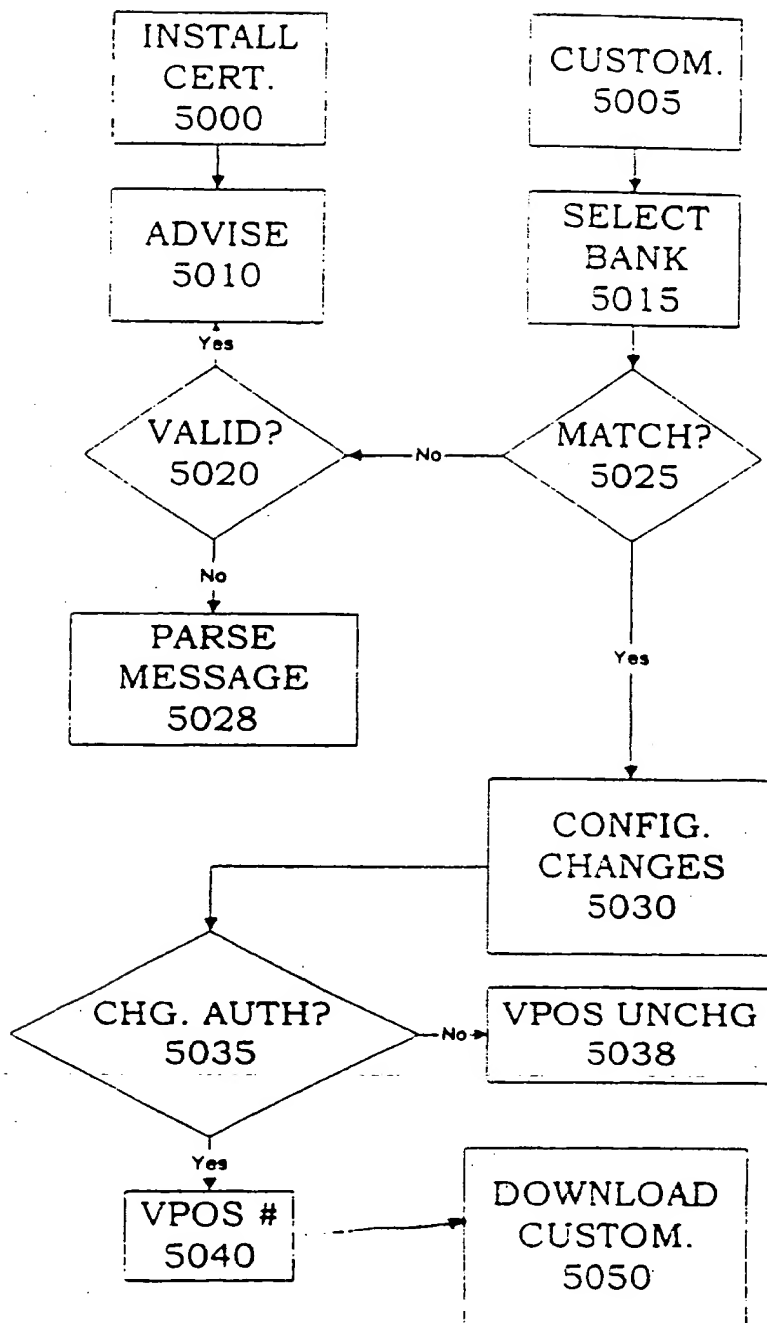 INSTALL
CERT.
5000
CUSTOM.
5005
ADVISE
5010
SELECT
BANK
5015
Yes
VALID?
5020
No
MATCH?
5025
No
Yes
PARSE
MESSAGE
5028
CONFIG.
CHANGES
5030
CHG. AUTH?
5035
No
VPOS UNCHG
5038
Yes
VPOS #
5040
DOWNLOAD
CUSTOM.
5050